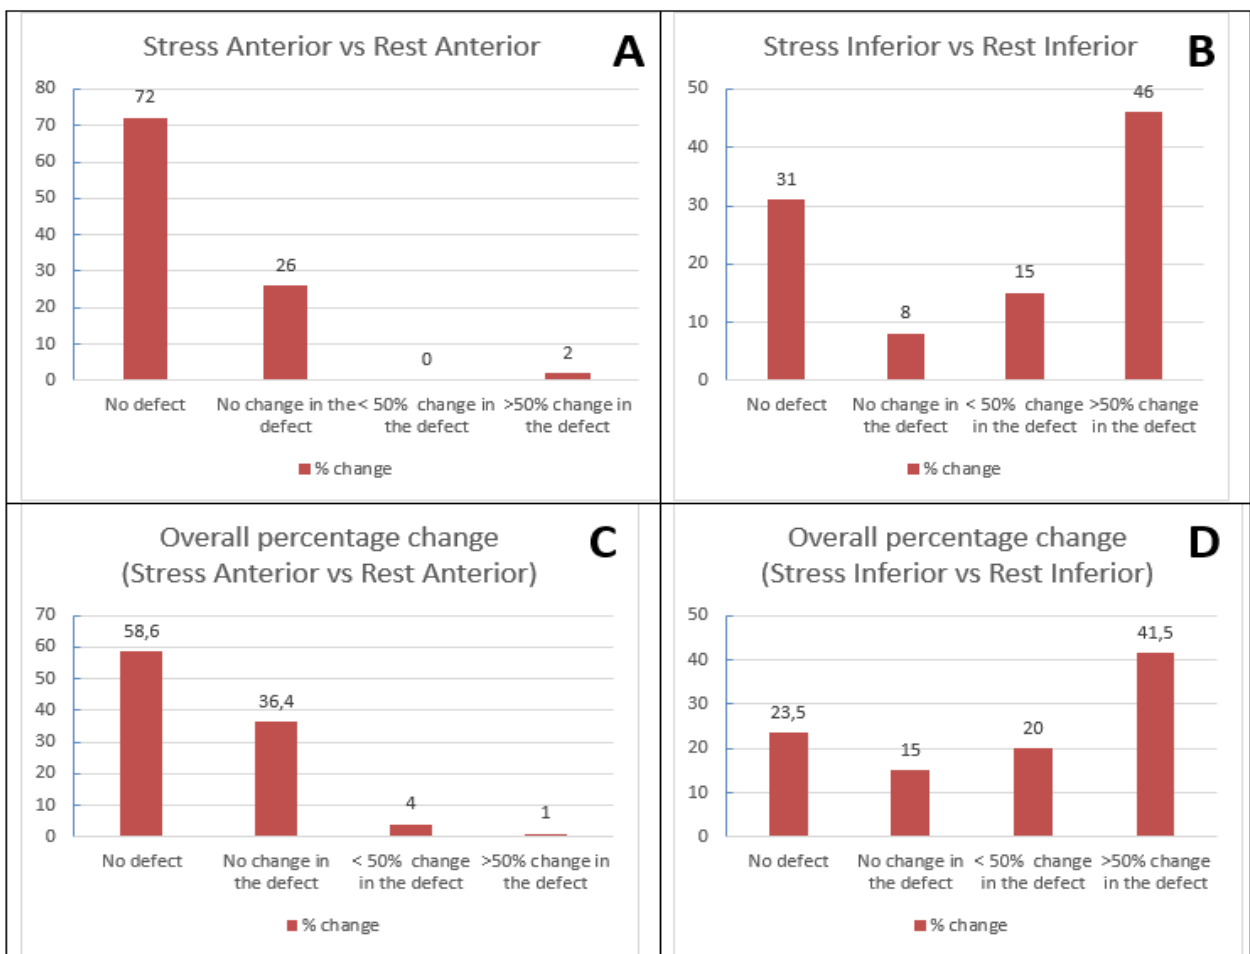 Stress Anterior vs Rest Anterior
A
80
70
60
50
40
30
20
10
0
72
26
0
2
No defect
No change in the
defect
< 50%  change in
the defect
>50% change in
the defect
% change
Stress Inferior vs Rest Inferior
B
50
40
30
20
10
0
31
8
15
46
No defect
No change in
the defect
< 50%  change
in the defect
>50% change
in the defect
% change
Overall percentage change
(Stress Anterior vs Rest Anterior)
C
70
60
50
40
30
20
10
0
58,6
36,4
4
1
No defect
No change in
the defect
< 50%  change
in the defect
>50% change in
the defect
% change
Overall percentage change
(Stress Inferior vs Rest Inferior)
D
50
40
30
20
10
0
23,5
15
20
41,5
No defect
No change in
the defect
< 50%  change
in the defect
>50% change
in the defect
% change